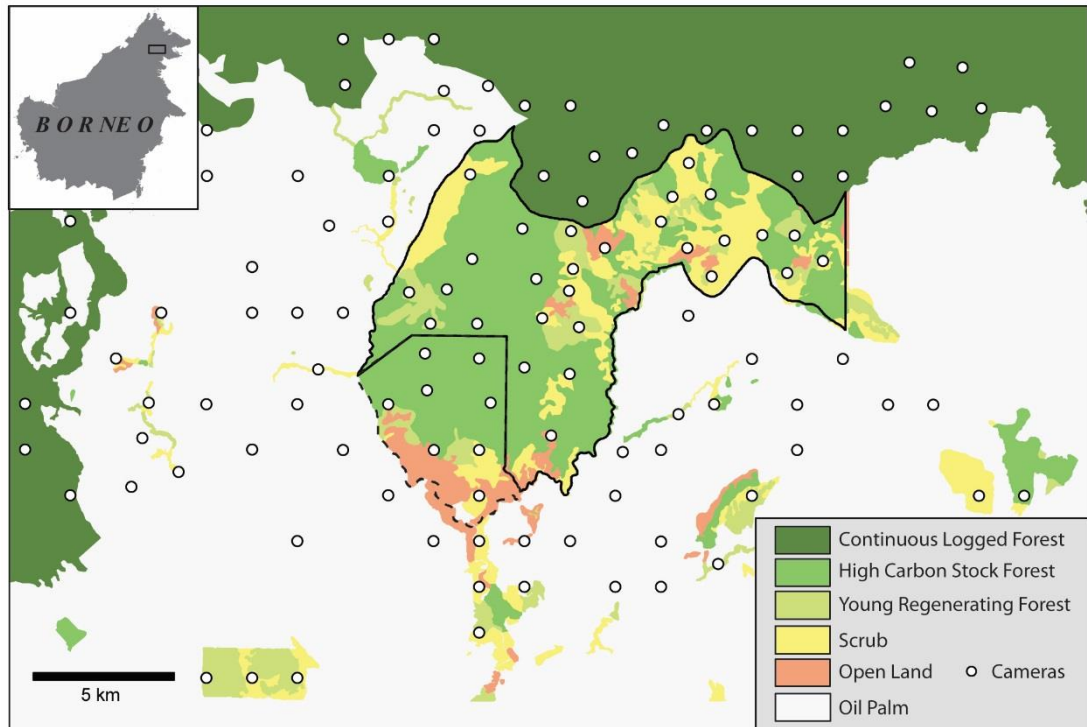 BORNEO
Continuous Logged Forest
High Carbon Stock Forest
Young Regenerating Forest
Scrub
Open Land
Cameras
Oil Palm
5 km